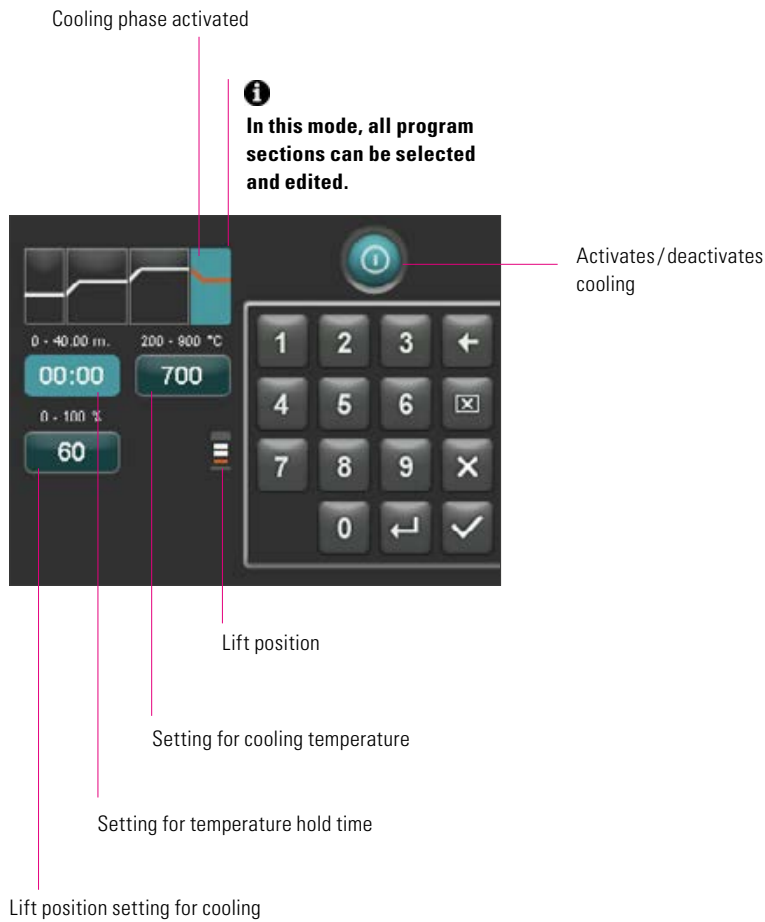 Cooling phase activated
In this mode, all program
sections can be selected
and edited.
Activates/deactivates
cooling
0 - 40.00 m.
200 - 900 °C
00:00
700
0 - 100 %
60
1 2 3
4 5 6
7 8 9
0
Lift position
Setting for cooling temperature
Setting for temperature hold time
Lift position setting for cooling